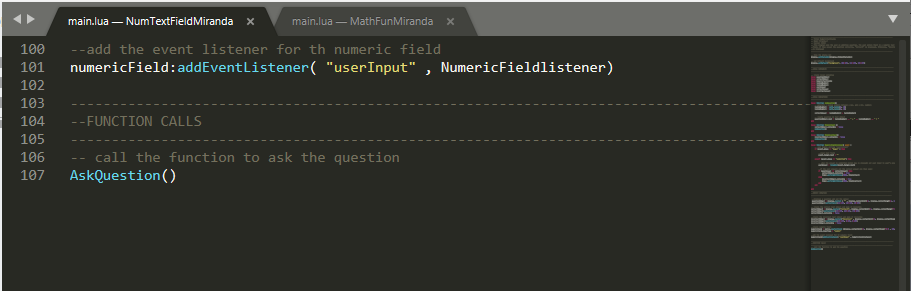 main.lua — NumTextFieldMiranda × main.lua — MathFunMiranda ×
100 --add the event listener for th numeric field
101 numericField:addEventListener( "userInput" , NumericFieldlistener)
102
103 --------------------------------------------------------------------------------------------
104 --FUNCTION CALLS
105 --------------------------------------------------------------------------------------------
106 -- call the function to ask the question
107 AskQuestion()